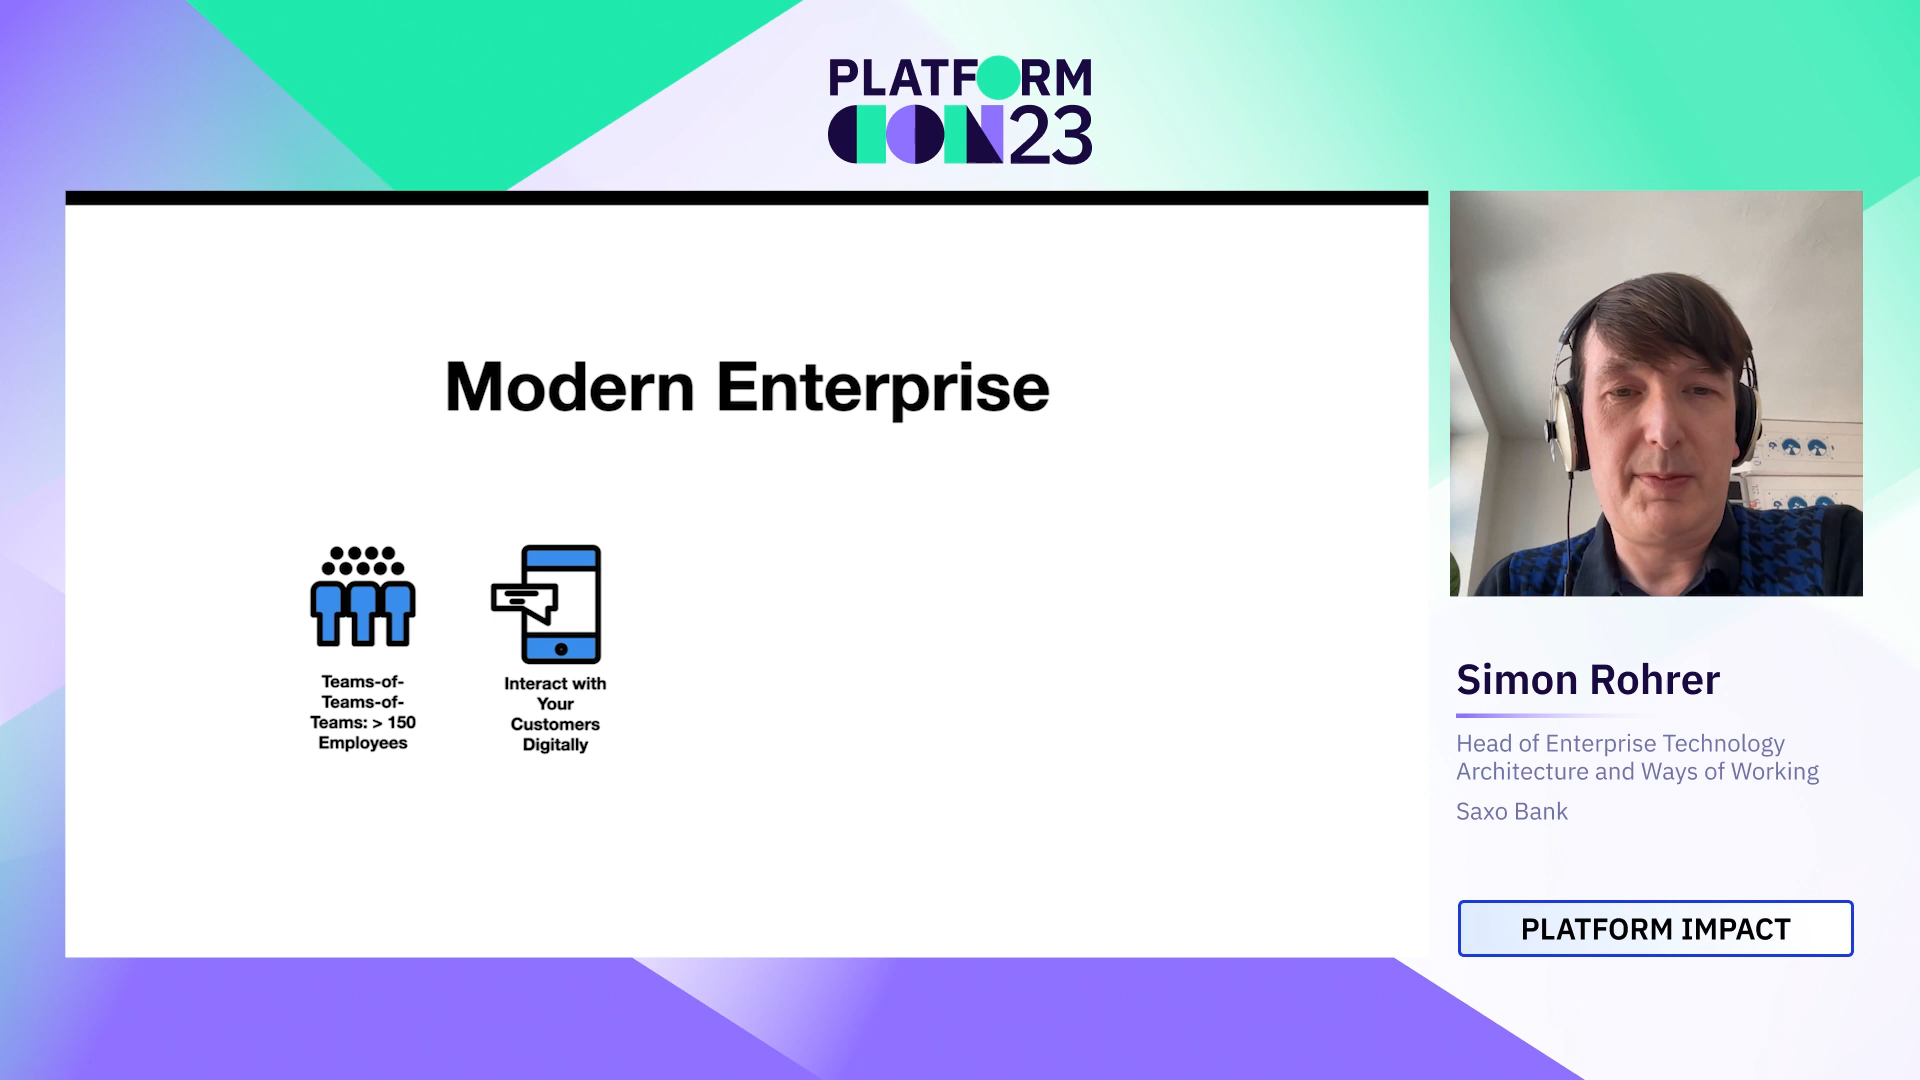 PLATFORM
CON23
Modern Enterprise
Teams-of-
Teams-of-
Teams: > 150
Employees
Interact with
Your
Customers
Digitally
Simon Rohrer
Head of Enterprise Technology
Architecture and Ways of Working
Saxo Bank
PLATFORM IMPACT